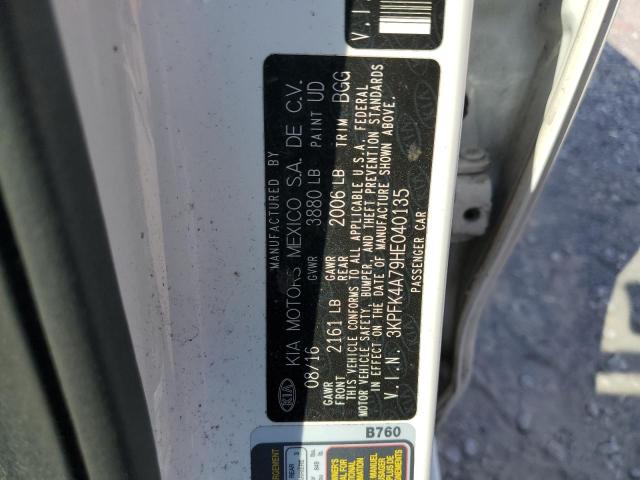 MANUFACTURED BY
KIA KIA MOTORS MEXICO S.A. DE C.V.
08/16 GVWR 3880 LB PAINT UD
GAWR FRONT 2161 LB GAWR REAR 2006 LB TRIM BGG
THIS VEHICLE CONFORMS TO ALL APPLICABLE U.S.A. FEDERAL
MOTOR VEHICLE SAFETY, BUMPER, AND THEFT PREVENTION STANDARDS
IN EFFECT ON THE DATE OF MANUFACTURE SHOWN ABOVE.
V.I.N. 3KPFK4A79HE040135
PASSENGER CAR
V.I.
B760
REAR
MANUEL